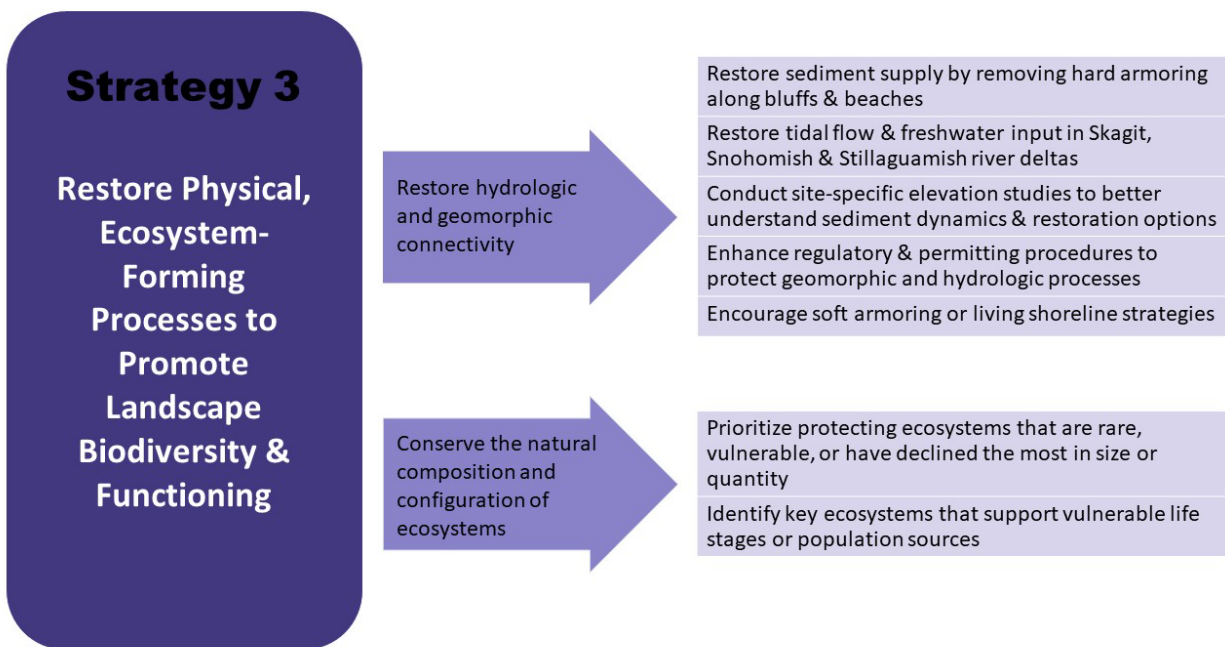 Strategy 3
Restore Physical,
Ecosystem-
Forming
Processes to
Promote
Landscape
Biodiversity &
Functioning
Restore hydrologic
and geomorphic
connectivity
Restore sediment supply by removing hard armoring
along bluffs & beaches
Restore tidal flow & freshwater input in Skagit,
Snohomish & Stillaguamish river deltas
Conduct site-specific elevation studies to better
understand sediment dynamics & restoration options
Enhance regulatory & permitting procedures to
protect geomorphic and hydrologic processes
Encourage soft armoring or living shoreline strategies
Conserve the natural
composition and
configuration of
ecosystems
Prioritize protecting ecosystems that are rare,
vulnerable, or have declined the most in size or
quantity
Identify key ecosystems that support vulnerable life
stages or population sources